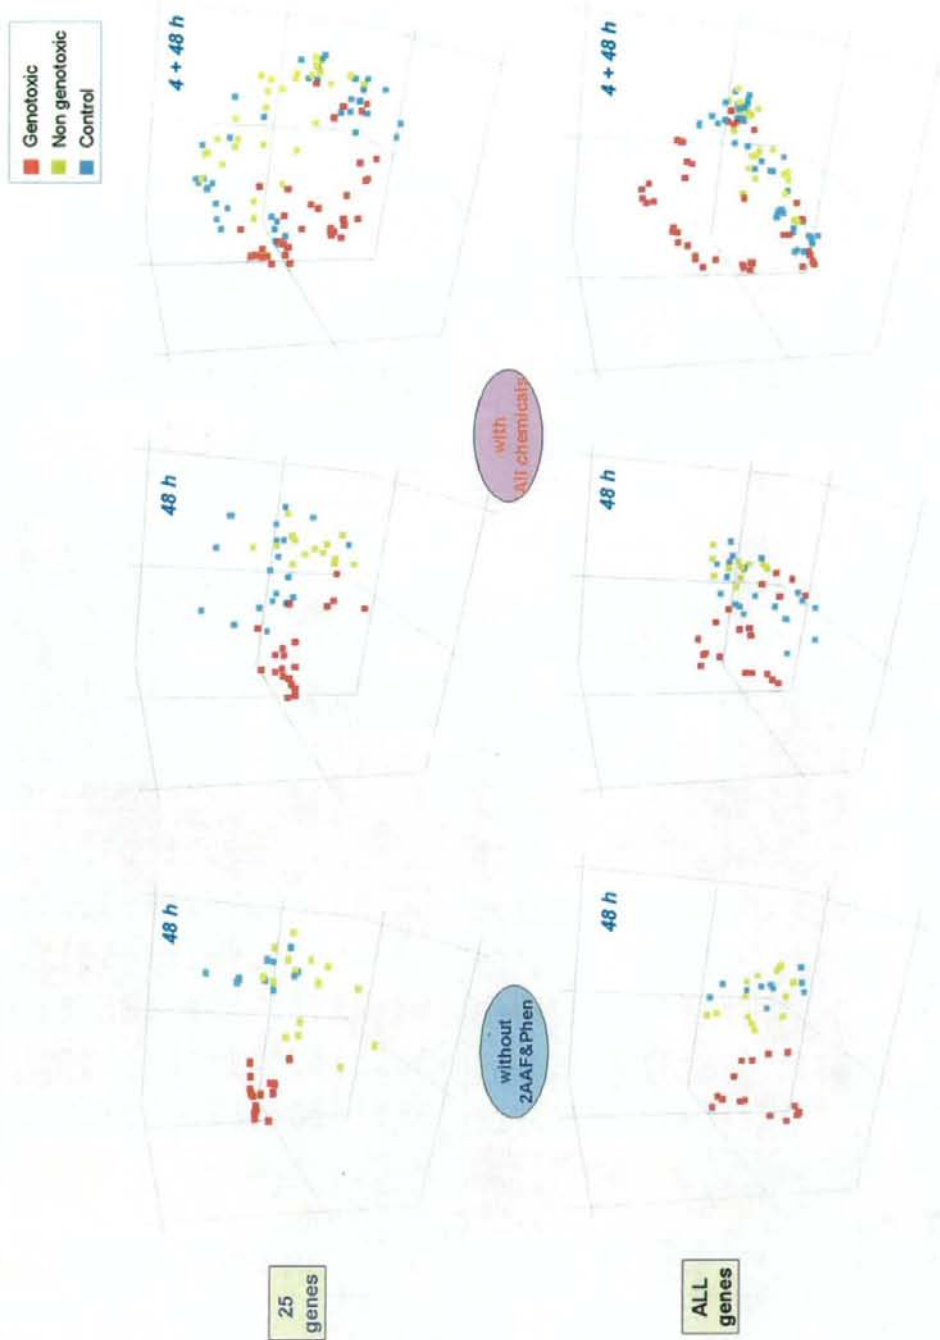 Genotoxic
Non genotoxic
Control
25
genes
48 h
48 h
4 + 48 h
without
2AAF&Phen
with
All chemicals
ALL
genes
48 h
48 h
4 + 48 h